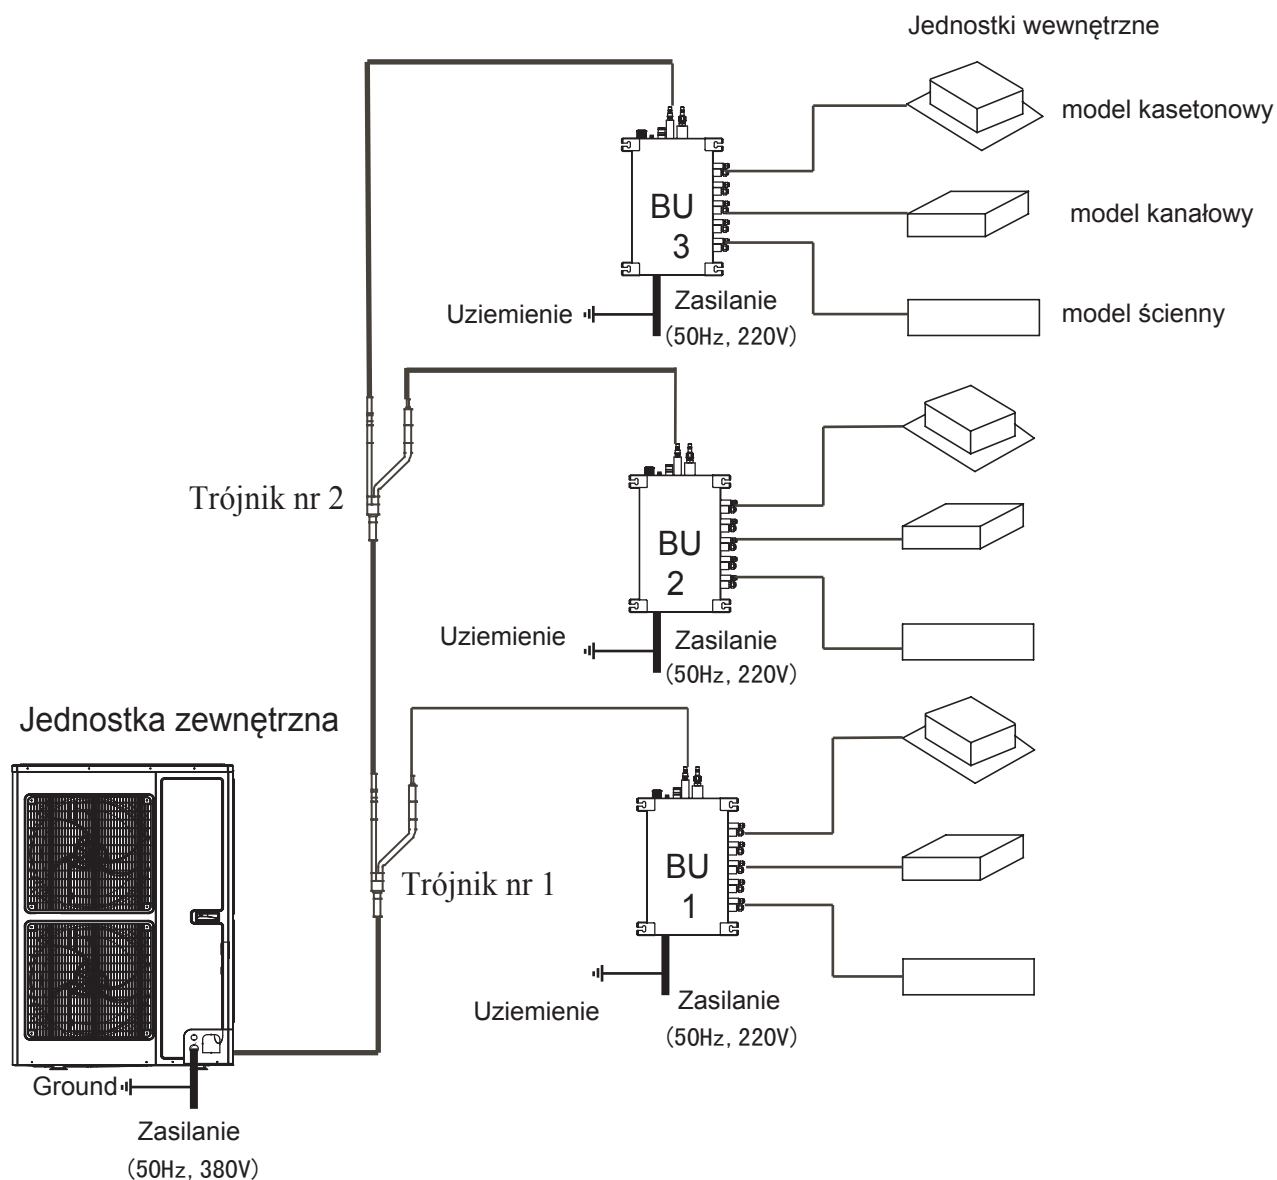 Jednostki wewnętrzne
model kasetonowy
BU
3
model kanałowy
Uziemienie
Zasilanie
(50Hz, 220V)
model ścienny
Trójnik nr 2
BU
2
Uziemienie
Zasilanie
(50Hz, 220V)
Jednostka zewnętrzna
Trójnik nr 1
BU
1
Uziemienie
Zasilanie
(50Hz, 220V)
Ground
Zasilanie
(50Hz, 380V)